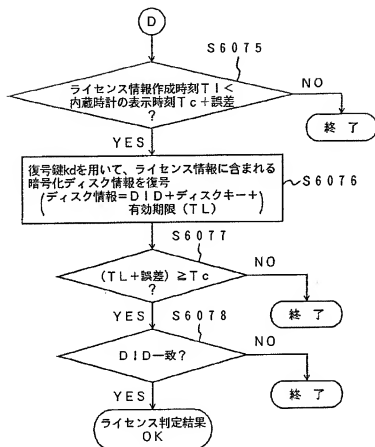 D
S6075
ライセンス情報作成時刻TI<
内蔵時計の表示時刻Tc+誤差
?
NO
終了
YES
復号鍵kdを用いて、ライセンス情報に含まれる
暗号化ディスク情報を復号
(ディスク情報=DID+ディスクキー+
有効期限(TL))
S6076
S6077
(TL+誤差)≧Tc
?
NO
終了
YES
S6078
DID一致?
NO
終了
YES
ライセンス判定結果
OK